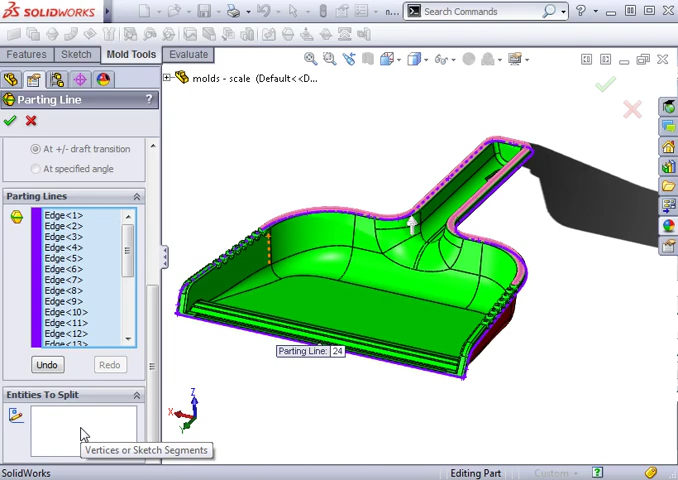 SOLIDWORKS
n...
Search Commands
?
Features
Sketch
Mold Tools
Evaluate
molds - scale (Default<<D...
Parting Line
?
At +/- draft transition
At specified angle
Parting Lines
Edge<1>
Edge<2>
Edge<3>
Edge<4>
Edge<5>
Edge<6>
Edge<7>
Edge<8>
Edge<9>
Edge<10>
Edge<11>
Edge<12>
Edge<13>
Undo
Redo
Parting Line: 24
Entities To Split
Vertices or Sketch Segments
Z
X
Y
SolidWorks
Editing Part
Custom
?